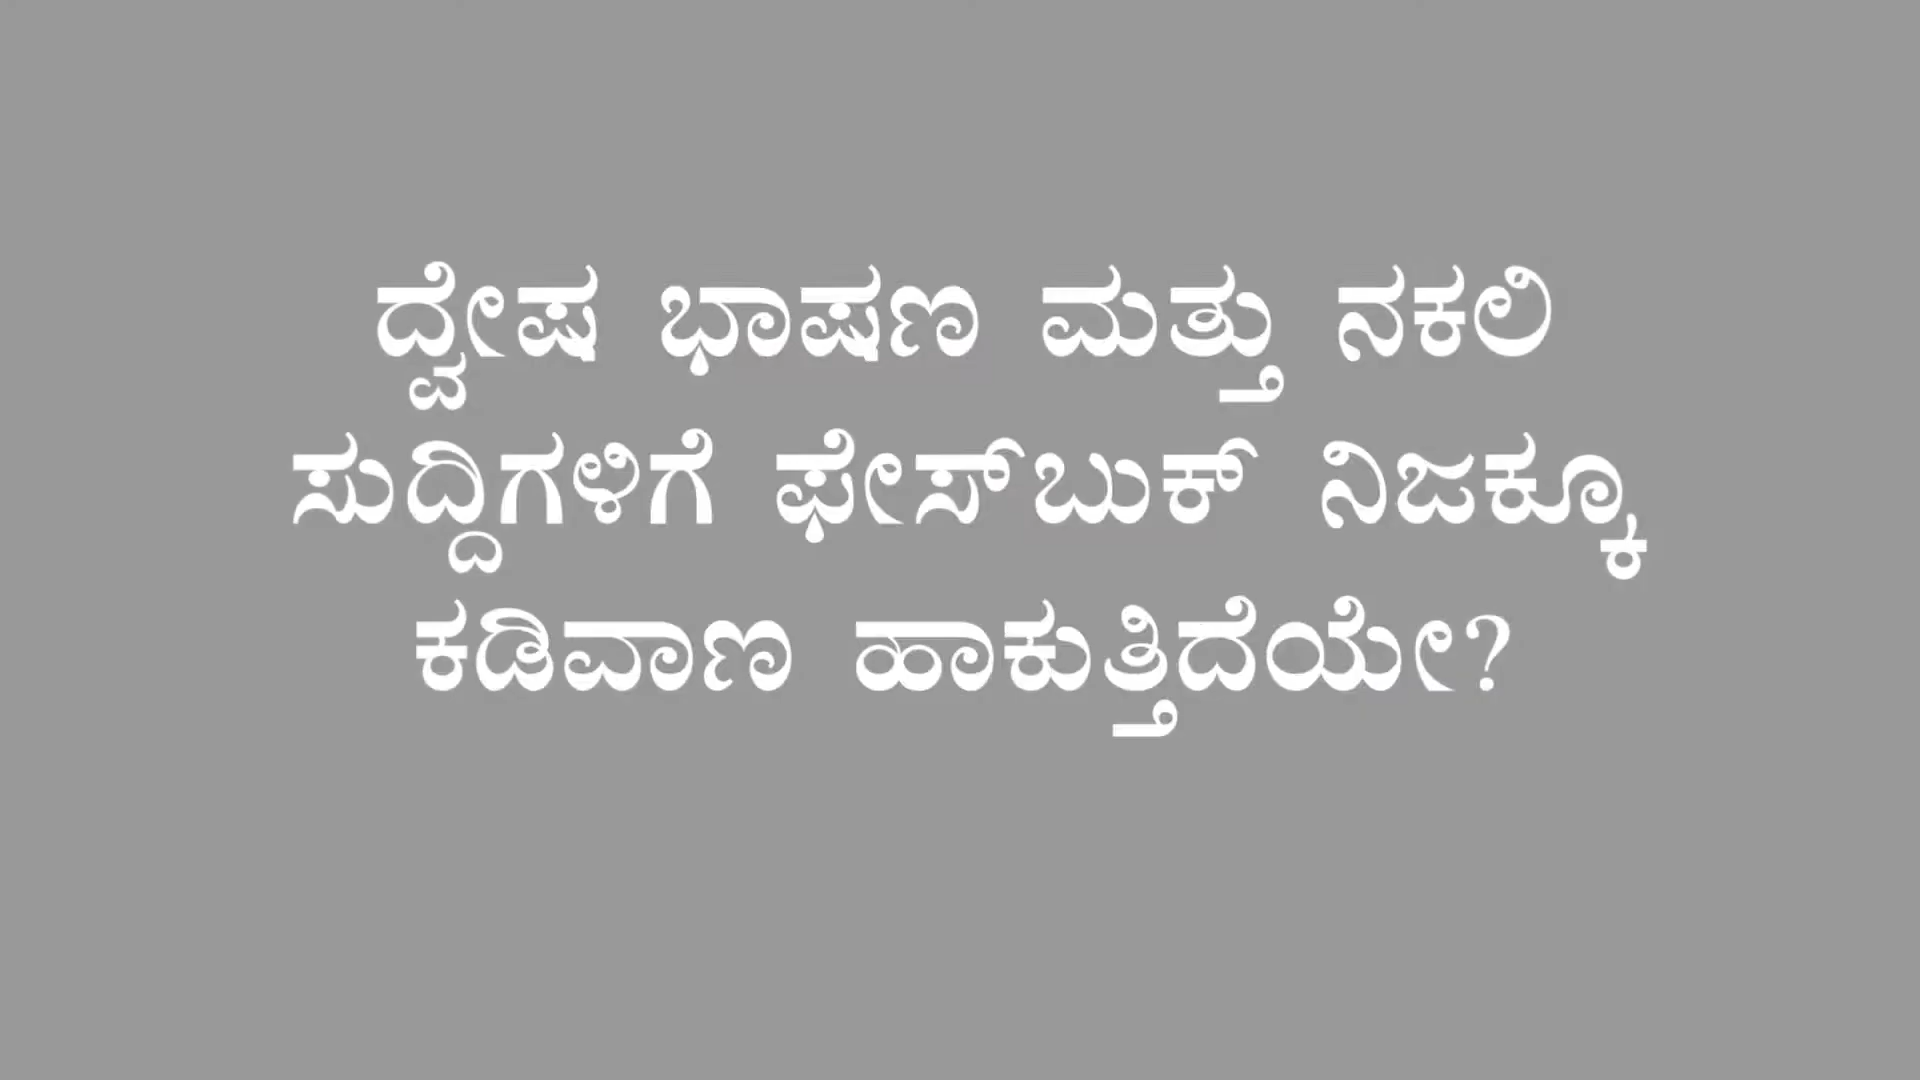 ದ್ವೇಷ ಭಾಷಣ ಮತ್ತು ನಕಲಿ
ಸುದ್ದಿಗಳಿಗೆ ಫೇಸ್‌ಬುಕ್ ನಿಜಕ್ಕೂ
ಕಡಿವಾಣ ಹಾಕುತ್ತಿದೆಯೇ?